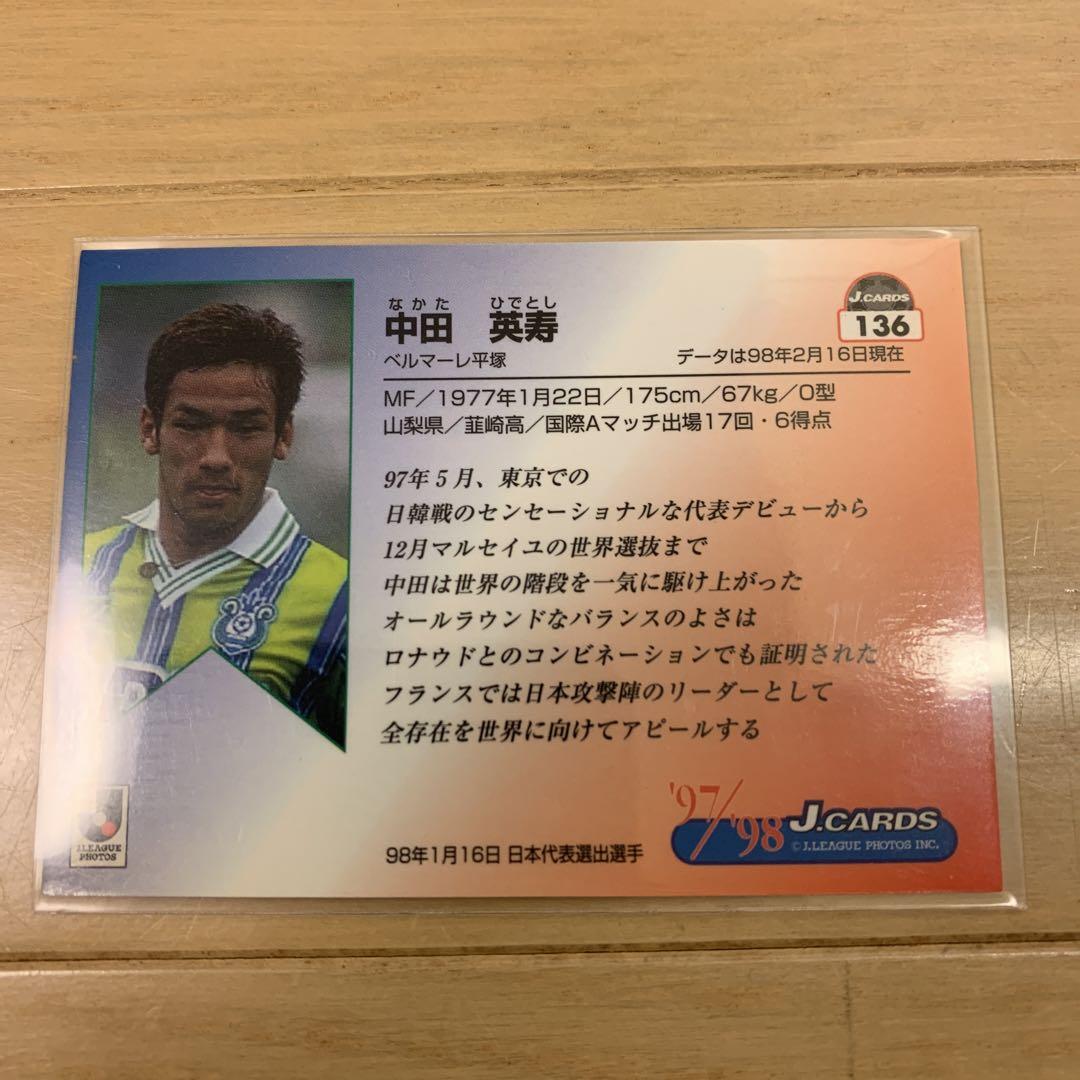 なかた ひでとし
中田 英寿
J.CARDS
136
ベルマーレ平塚
データは98年2月16日現在
MF／1977年1月22日／175cm／67kg／O型
山梨県／韮崎高／国際Aマッチ出場17回・6得点
97年5月、東京での
日韓戦のセンセーショナルな代表デビューから
12月マルセイユの世界選抜まで
中田は世界の階段を一気に駆け上がった
オールラウンドなバランスのよさは
ロナウドとのコンビネーションでも証明された
フランスでは日本攻撃陣のリーダーとして
全存在を世界に向けてアピールする
J.LEAGUE
PHOTOS
98年1月16日 日本代表選出選手
'97/'98 J.CARDS
©J.LEAGUE PHOTOS INC.